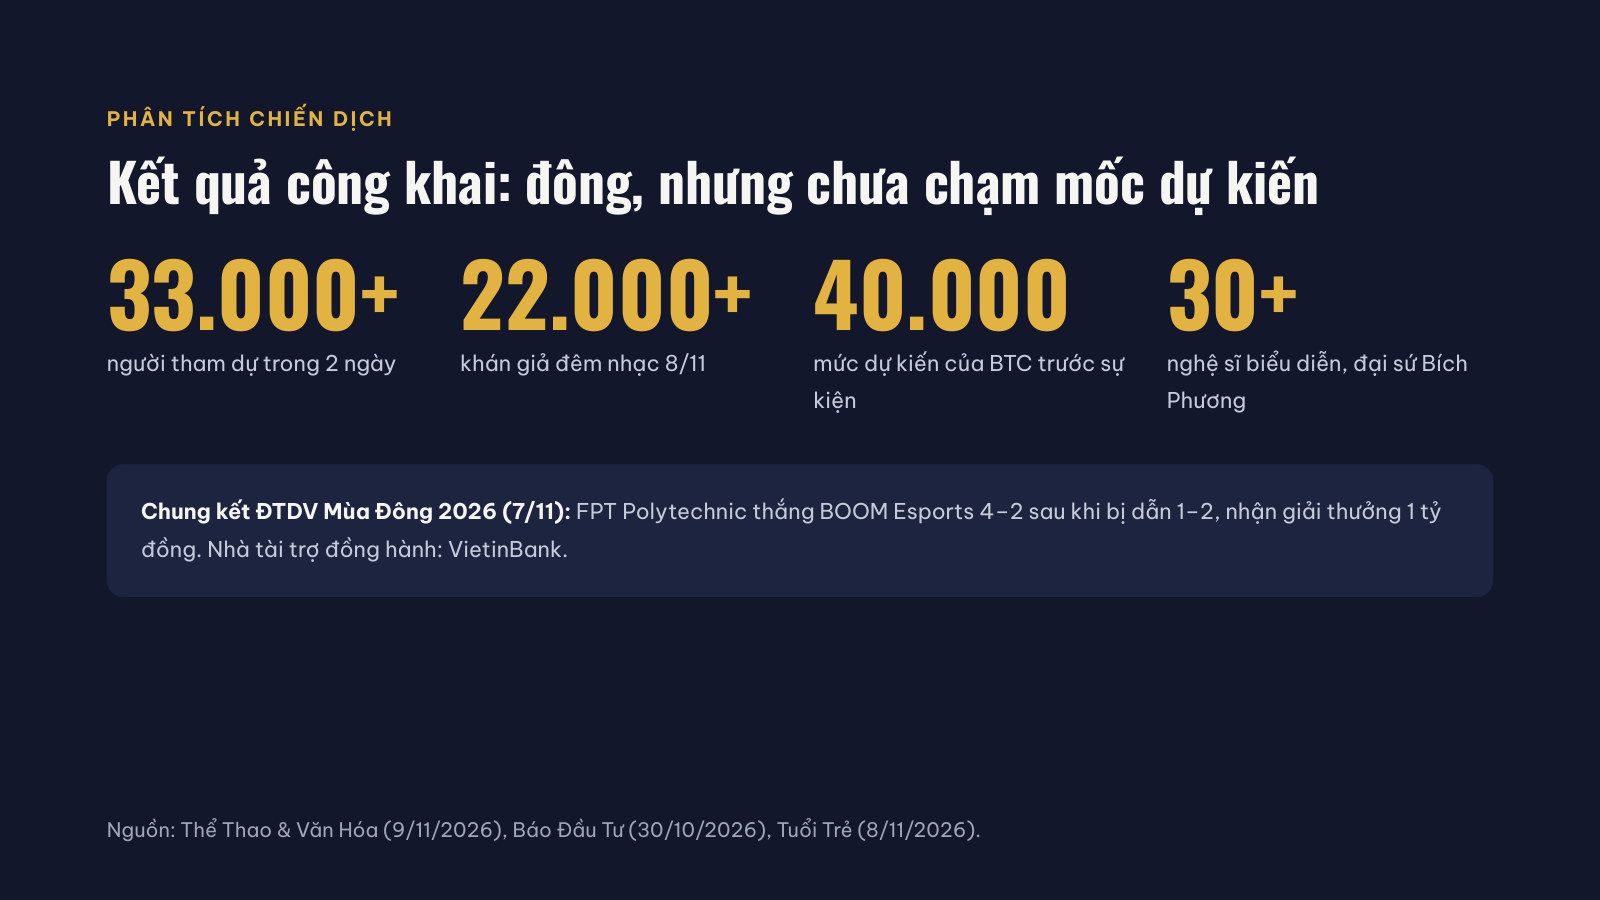 PHÂN TÍCH CHIẾN DỊCH
Kết quả công khai: đông, nhưng chưa chạm mốc dự kiến
33.000+
người tham dự trong 2 ngày
22.000+
khán giả đêm nhạc 8/11
40.000
mức dự kiến của BTC trước sự
kiện
30+
nghệ sĩ biểu diễn, đại sứ Bích
Phương
Chung kết ĐTDV Mùa Đông 2026 (7/11): FPT Polytechnic thắng BOOM Esports 4–2 sau khi bị dẫn 1–2, nhận giải thưởng 1 tỷ
đồng. Nhà tài trợ đồng hành: VietinBank.
Nguồn: Thể Thao & Văn Hóa (9/11/2026), Báo Đầu Tư (30/10/2026), Tuổi Trẻ (8/11/2026).